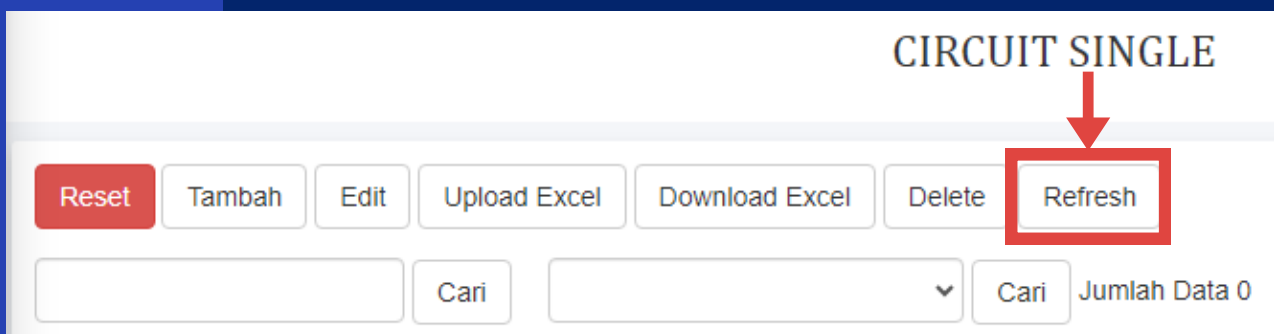 CIRCUIT SINGLE
Reset Tambah Edit Upload Excel Download Excel Delete Refresh
Cari Cari Jumlah Data 0